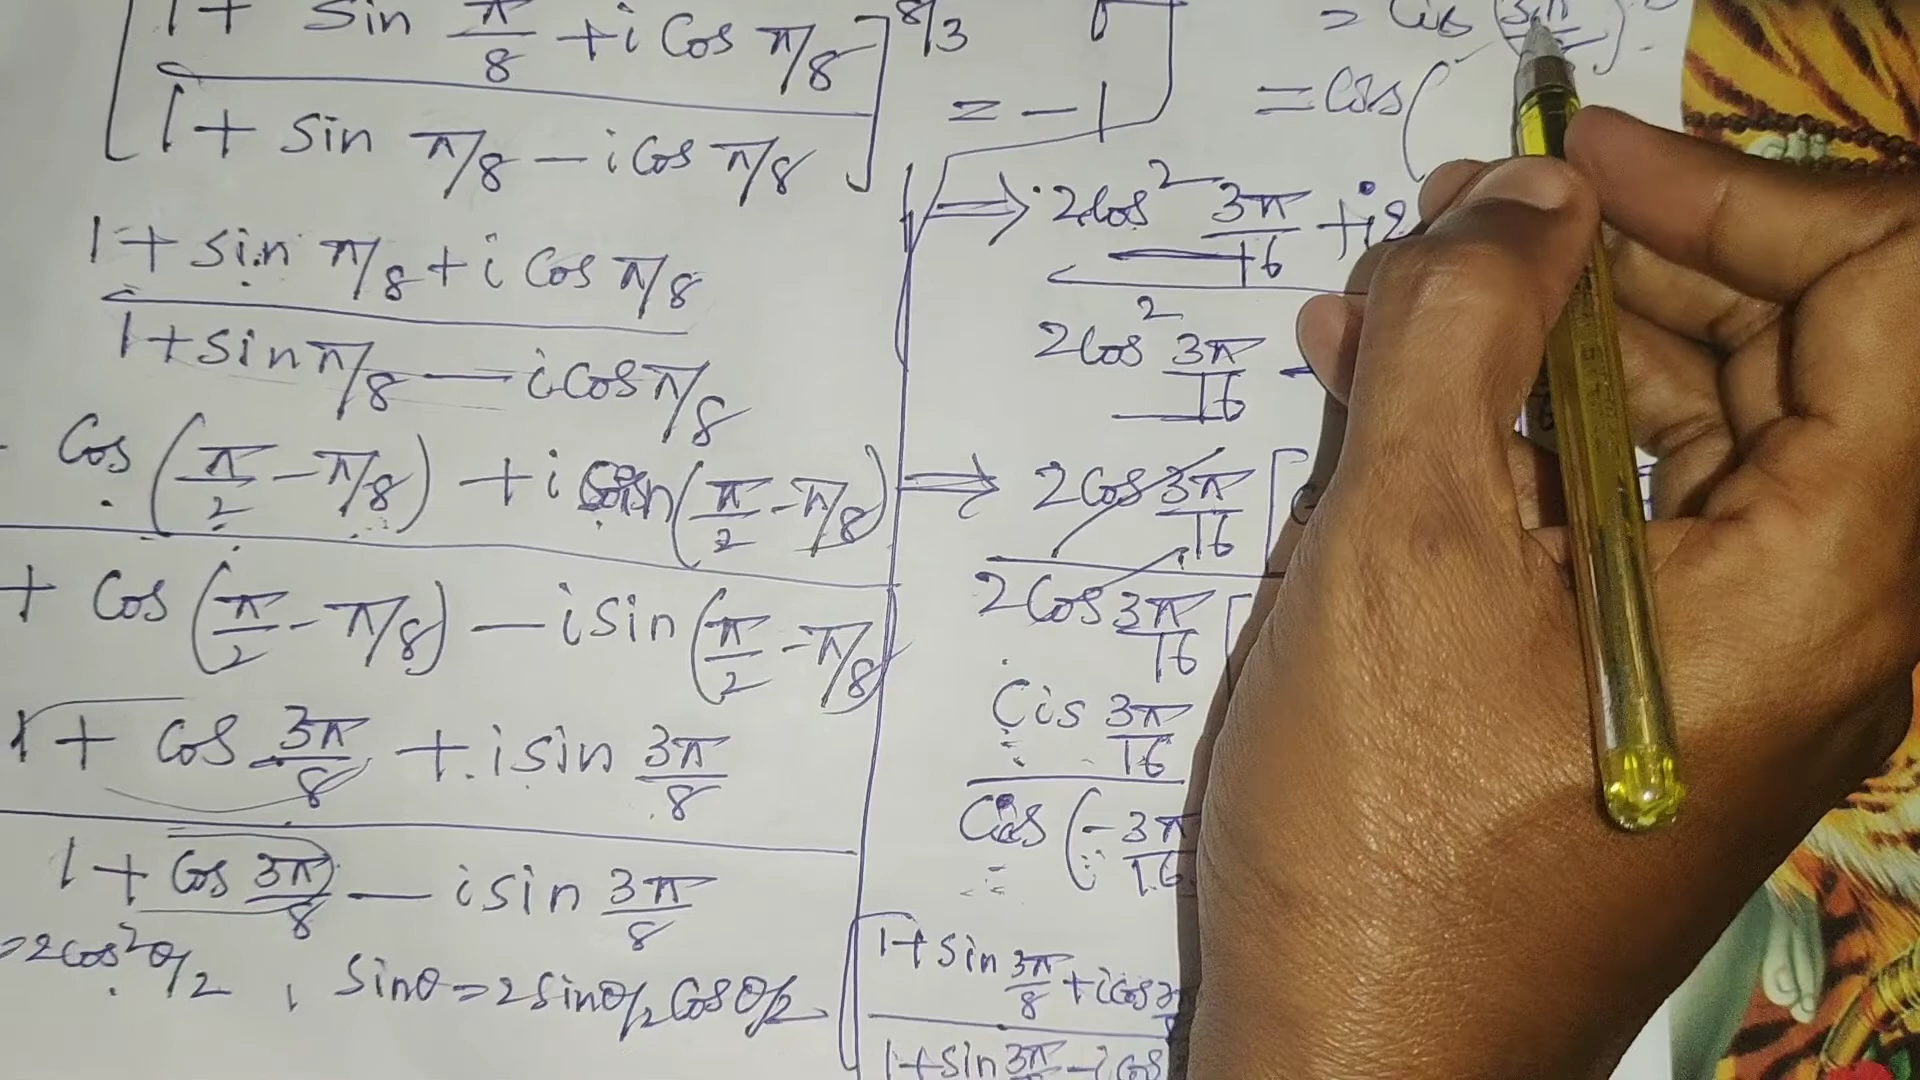 [1 + sin π/8 + i cos π/8]^8/3
1 + sin π/8 - i cos π/8
= -1
1 + sin π/8 + i cos π/8
1 + sin π/8 - i cos π/8
cos (π/2 - π/8) + i sin (π/2 - π/8)
+ cos (π/2 - π/8) - i sin (π/2 - π/8)
1 + cos 3π/8 + i sin 3π/8
1 + cos 3π/8 - i sin 3π/8
= 2cos²θ/2 , sinθ = 2sinθ/2 cosθ/2
= cis
= cos (
⇒ 2cos² 3π/16 + i2
2cos² 3π/16 -
⇒ 2cos 3π/16 [
2cos 3π/16 [
cis 3π/16
cis (-3π/16
1 + sin 3π/8 + i cos
1 + sin 3π - i cos